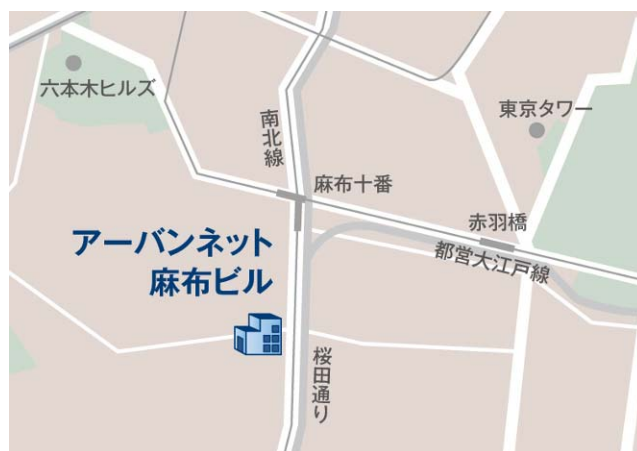 六本木ヒルズ
東京タワー
南北線
麻布十番
赤羽橋
都営大江戸線
アーバンネット
麻布ビル
桜田通り